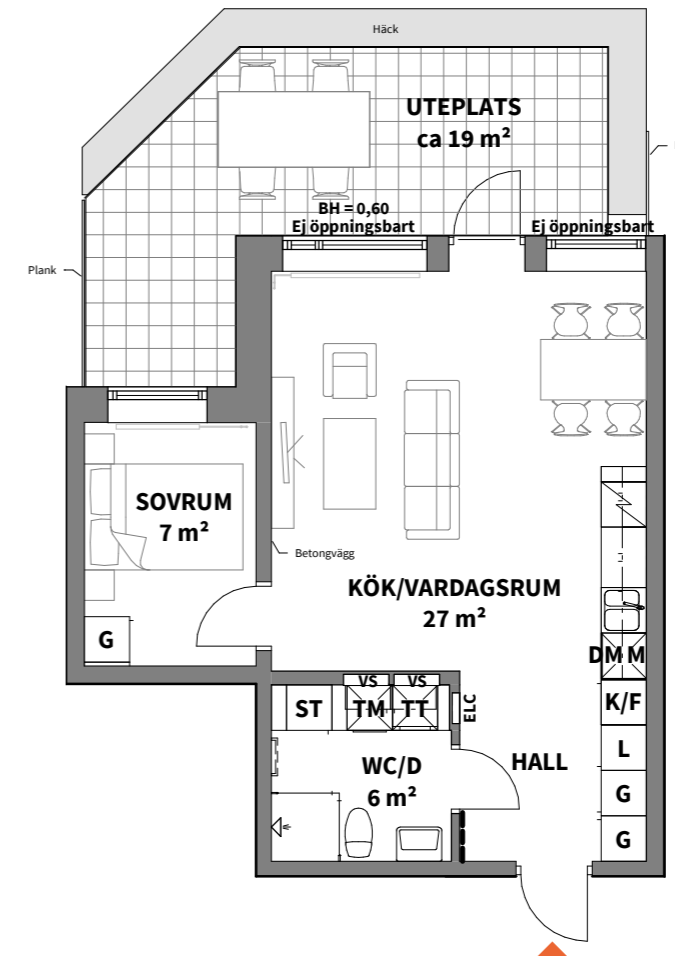 Häck
UTEPLATS
ca 19 m²
BH = 0,60
Ej öppningsbart
Ej öppningsbart
Plank
SOVRUM
7 m²
Betongvägg
KÖK/VARDAGSRUM
27 m²
G
DM M
VS
VS
ST
TM
TT
ELC
K/F
L
HALL
WC/D
6 m²
G
G